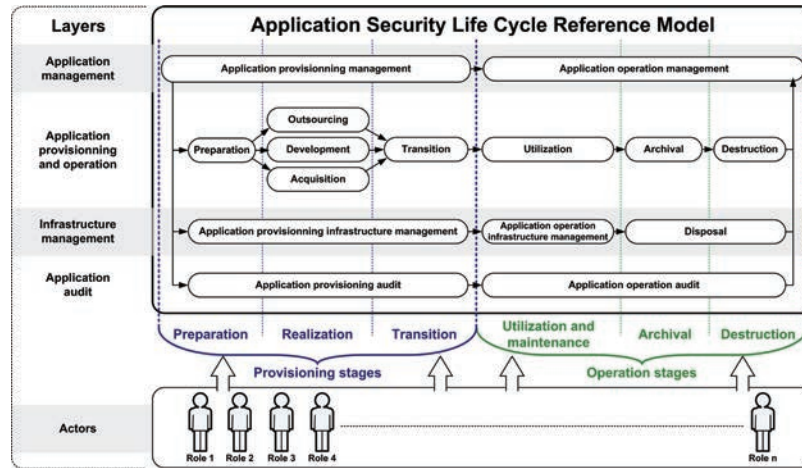 Layers
Application Security Life Cycle Reference Model
Application
management
Application provisionning management
Application operation management
Application
provisionning
and operation
Preparation
Outsourcing
Development
Acquisition
Transition
Utilization
Archival
Destruction
Infrastructure
management
Application provisionning infrastructure management
Application operation
infrastructure management
Disposal
Application
audit
Application provisioning audit
Application operation audit
Preparation
Realization
Transition
Utilization and
maintenance
Archival
Destruction
Provisioning stages
Operation stages
Actors
Role 1
Role 2
Role 3
Role 4
Role n